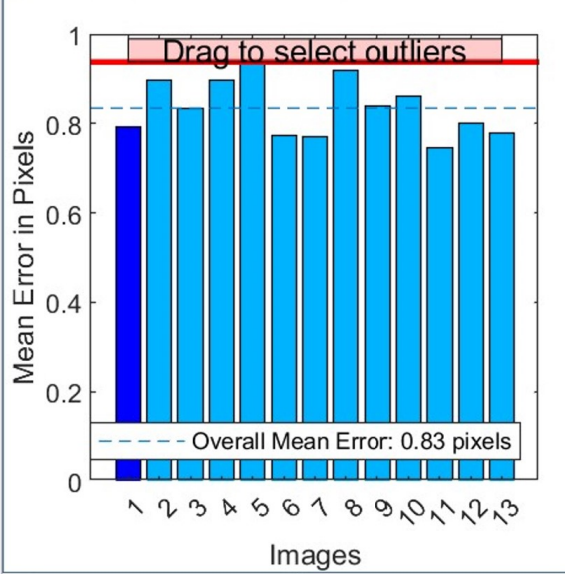 Drag to select outliers
Mean Error in Pixels
1
0.8
0.6
0.4
0.2
0
Overall Mean Error: 0.83 pixels
1 2 3 4 5 6 7 8 9 10 11 12 13
Images